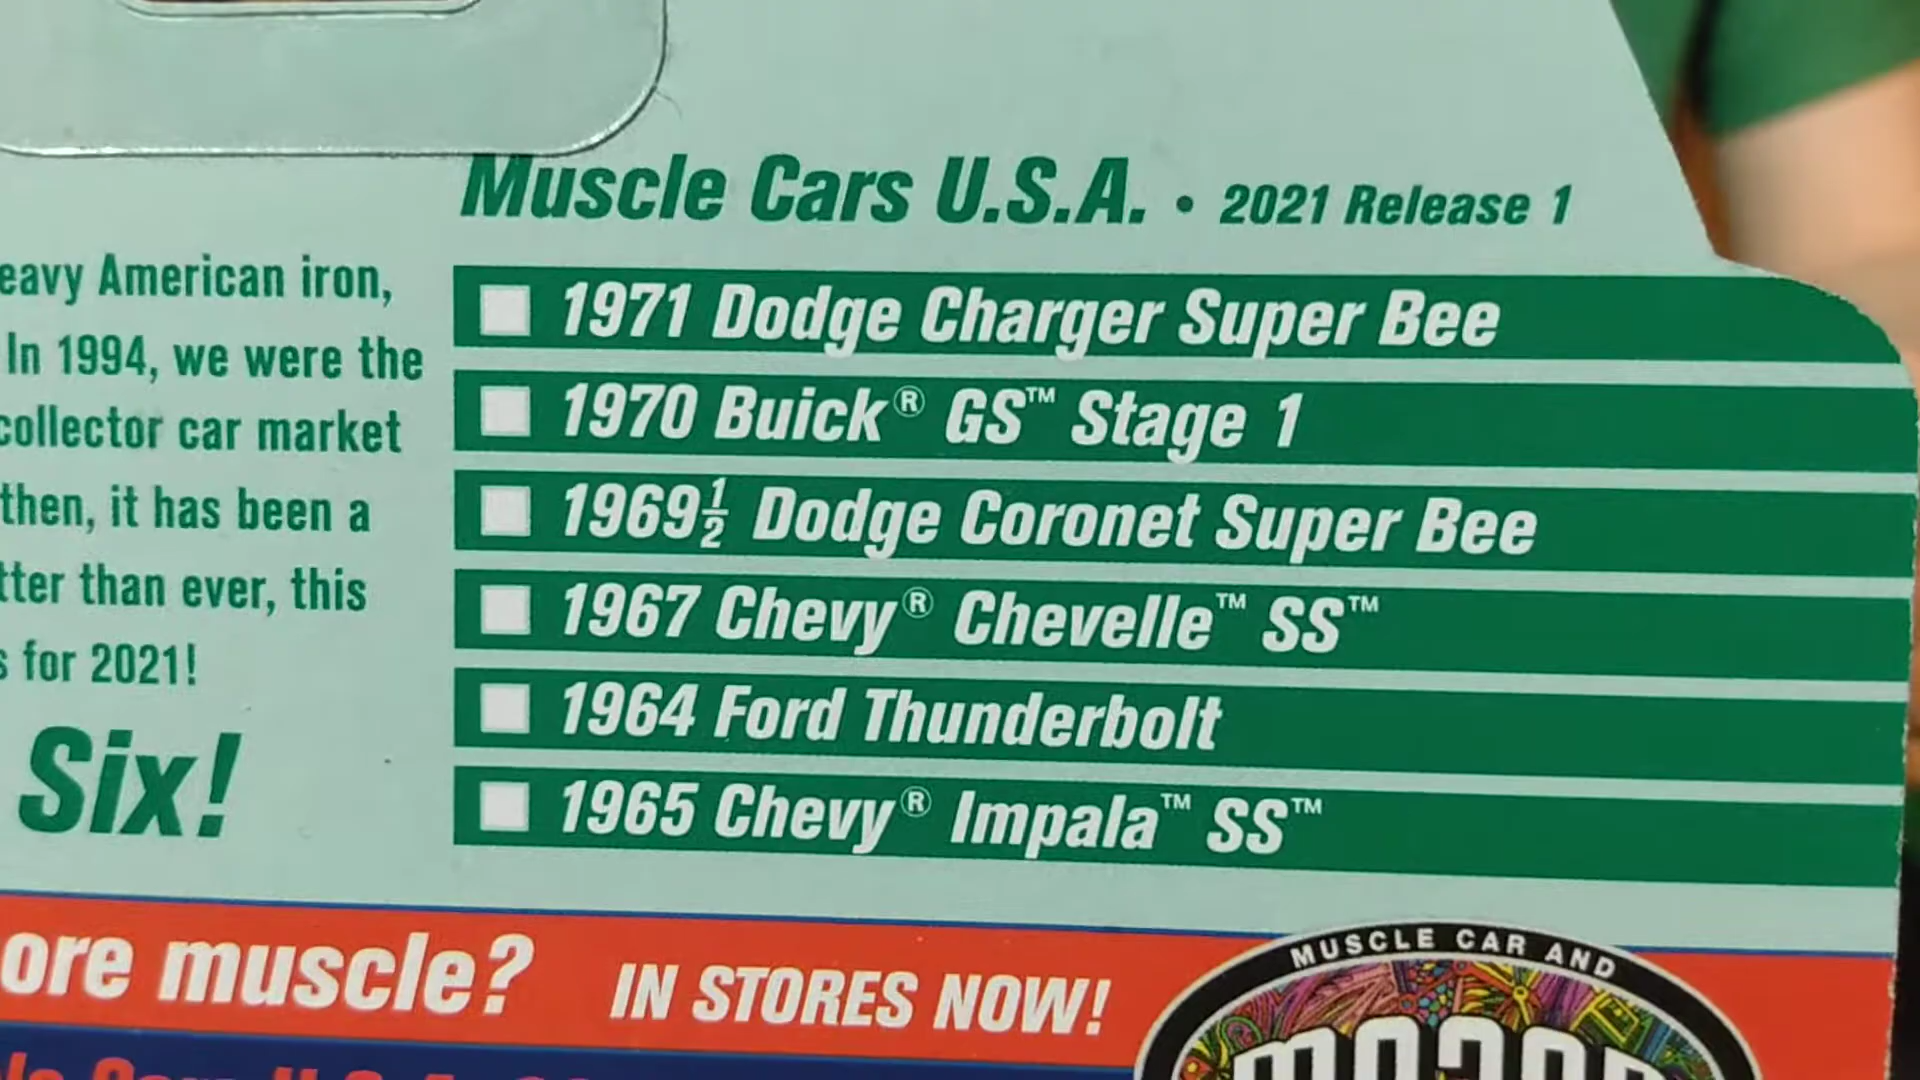 Muscle Cars U.S.A. • 2021 Release 1
American iron,
In 1994, we were the
collector car market
then, it has been a
than ever, this
for 2021!
Six!
1971 Dodge Charger Super Bee
1970 Buick® GS™ Stage 1
1969½ Dodge Coronet Super Bee
1967 Chevy® Chevelle™ SS™
1964 Ford Thunderbolt
1965 Chevy® Impala™ SS™
muscle? IN STORES NOW!
MUSCLE CAR AND